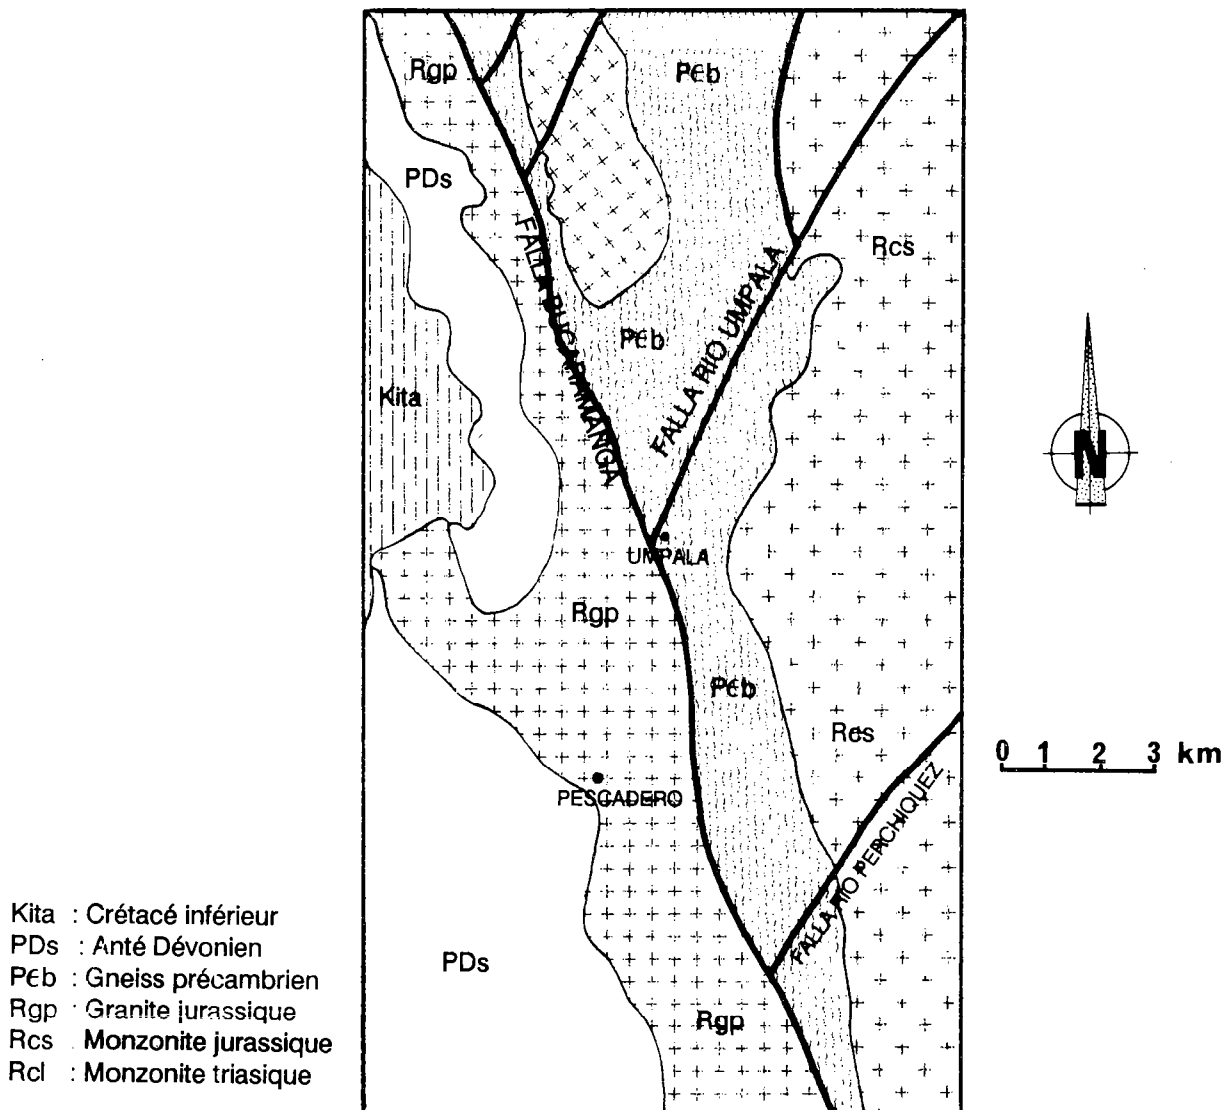 Rgp
PЄb
PDs
Rcs
FALLA BUCARAMANGA
FALLA RIO UMPALA
PЄb
Kita
N
UMPALA
Rgp
PЄb
Rcs
0 1 2 3 km
PESCADERO
FALLA RIO PERCHIQUEZ
Kita : Crétacé inférieur
PDs : Anté Dévonien
PЄb : Gneiss précambrien
Rgp : Granite jurassique
Rcs Monzonite jurassique
Rcl : Monzonite triasique
PDs
Rgp